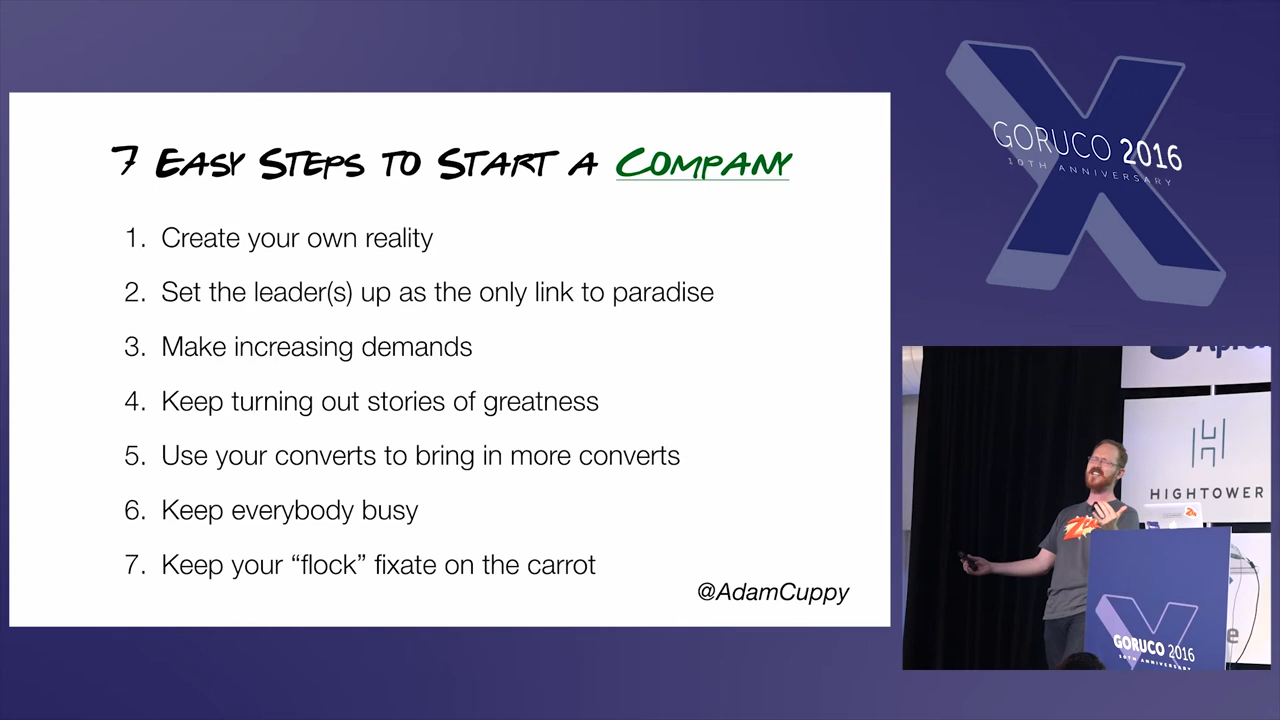 7 Easy Steps to Start a Company
1. Create your own reality
2. Set the leader(s) up as the only link to paradise
3. Make increasing demands
4. Keep turning out stories of greatness
5. Use your converts to bring in more converts
6. Keep everybody busy
7. Keep your “flock” fixate on the carrot
@AdamCuppy
GORUCO 2016
10TH ANNIVERSARY
HIGHTOWER
GORUCO 2016
10TH ANNIVERSARY